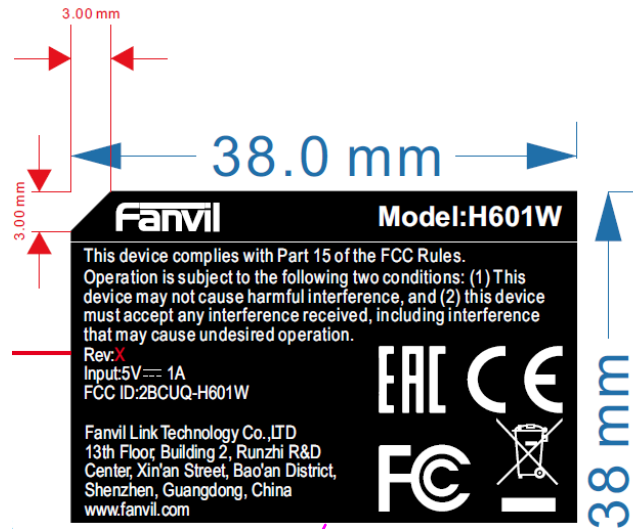 3.00 mm
38.0 mm
3.00 mm
Fanvil Model:H601W
This device complies with Part 15 of the FCC Rules.
Operation is subject to the following two conditions: (1) This
device may not cause harmful interference, and (2) this device
must accept any interference received, including interference
that may cause undesired operation.
Rev:X
Input:5V⎓ 1A
FCC ID:2BCUQ-H601W
EAC CE
Fanvil Link Technology Co.,LTD
13th Floor, Building 2, Runzhi R&D
Center, Xin'an Street, Bao'an District,
Shenzhen, Guangdong, China
www.fanvil.com
FC
38 mm